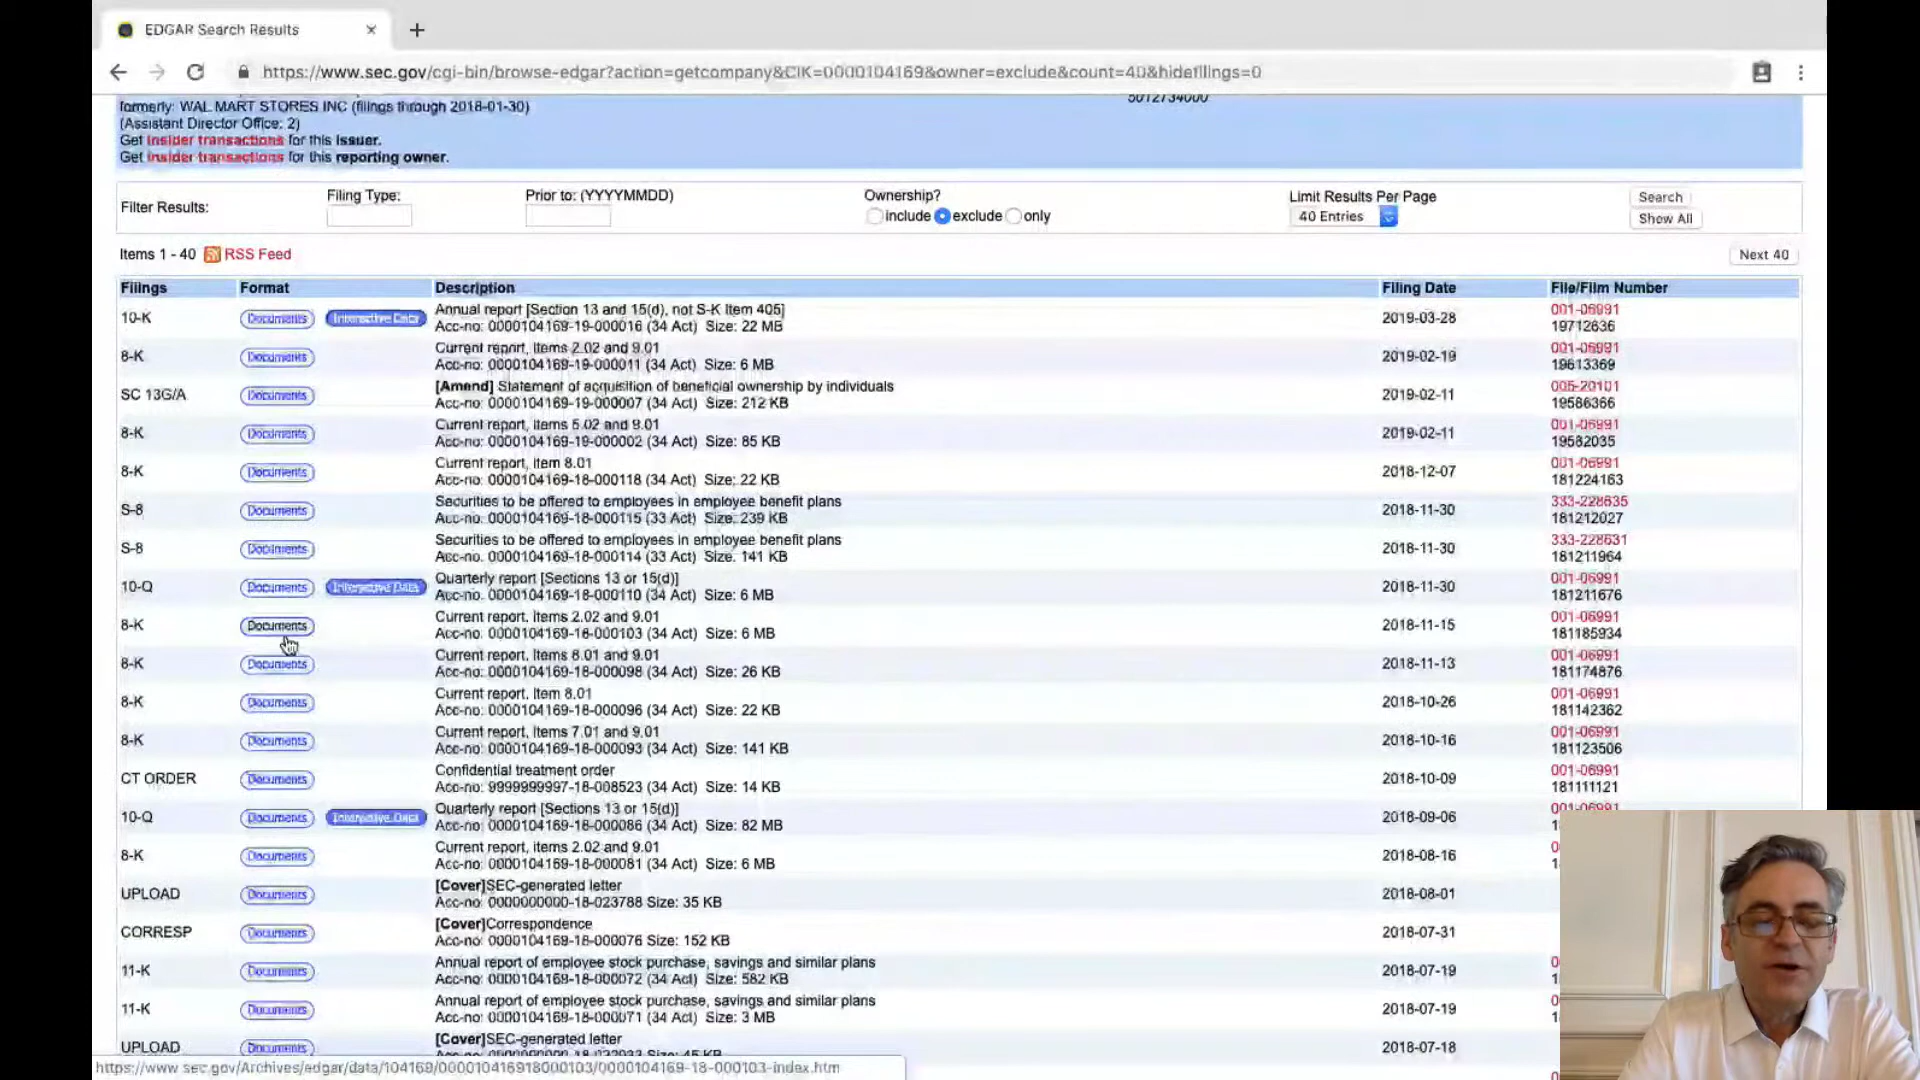 EDGAR Search Results
https://www.sec.gov/cgi-bin/browse-edgar?action=getcompany&CIK=0000104169&owner=exclude&count=40&hidefilings=0
formerly: WAL MART STORES INC (filings through 2018-01-30)
5012734000
(Assistant Director Office: 2)
Get insider transactions for this issuer.
Get insider transactions for this reporting owner.
Filter Results:
Filing Type:
Prior to: (YYYYMMDD)
Ownership?
include exclude only
Limit Results Per Page
40 Entries
Search
Show All
Items 1 - 40 RSS Feed
Next 40
Filings Format Description Filing Date File/Film Number
10-K Documents Interactive Data Annual report [Section 13 and 15(d), not S-K Item 405] 2019-03-28 001-06991
Acc-no: 0000104169-19-000016 (34 Act) Size: 22 MB 19712636
8-K Documents Current report, items 2.02 and 9.01 2019-02-19 001-06991
Acc-no: 0000104169-19-000011 (34 Act) Size: 6 MB 19613369
SC 13G/A Documents [Amend] Statement of acquisition of beneficial ownership by individuals 2019-02-11 005-20101
Acc-no: 0000104169-19-000007 (34 Act) Size: 212 KB 19586366
8-K Documents Current report, items 5.02 and 9.01 2019-02-11 001-06991
Acc-no: 0000104169-19-000002 (34 Act) Size: 85 KB 19582035
8-K Documents Current report, item 8.01 2018-12-07 001-06991
Acc-no: 0000104169-18-000118 (34 Act) Size: 22 KB 181224163
S-8 Documents Securities to be offered to employees in employee benefit plans 2018-11-30 333-228635
Acc-no: 0000104169-18-000115 (33 Act) Size: 239 KB 181212027
S-8 Documents Securities to be offered to employees in employee benefit plans 2018-11-30 333-228631
Acc-no: 0000104169-18-000114 (33 Act) Size: 141 KB 181211964
10-Q Documents Interactive Data Quarterly report [Sections 13 or 15(d)] 2018-11-30 001-06991
Acc-no: 0000104169-18-000110 (34 Act) Size: 6 MB 181211676
8-K Documents Current report, items 2.02 and 9.01 2018-11-15 001-06991
Acc-no: 0000104169-18-000103 (34 Act) Size: 6 MB 181185934
8-K Documents Current report, items 8.01 and 9.01 2018-11-13 001-06991
Acc-no: 0000104169-18-000098 (34 Act) Size: 26 KB 181174876
8-K Documents Current report, item 8.01 2018-10-26 001-06991
Acc-no: 0000104169-18-000096 (34 Act) Size: 22 KB 181142362
8-K Documents Current report, items 7.01 and 9.01 2018-10-16 001-06991
Acc-no: 0000104169-18-000093 (34 Act) Size: 141 KB 181123506
CT ORDER Documents Confidential treatment order 2018-10-09 001-06991
Acc-no: 9999999997-18-008523 (34 Act) Size: 14 KB 181111121
10-Q Documents Interactive Data Quarterly report [Sections 13 or 15(d)] 2018-09-06 001-06991
Acc-no: 0000104169-18-000086 (34 Act) Size: 82 MB
8-K Documents Current report, items 2.02 and 9.01 2018-08-16
Acc-no: 0000104169-18-000081 (34 Act) Size: 6 MB
UPLOAD Documents [Cover]SEC-generated letter 2018-08-01
Acc-no: 0000000000-18-023788 Size: 35 KB
CORRESP Documents [Cover]Correspondence 2018-07-31
Acc-no: 0000104169-18-000076 Size: 152 KB
11-K Documents Annual report of employee stock purchase, savings and similar plans 2018-07-19
Acc-no: 0000104169-18-000072 (34 Act) Size: 582 KB
11-K Documents Annual report of employee stock purchase, savings and similar plans 2018-07-19
Acc-no: 0000104169-18-000071 (34 Act) Size: 3 MB
UPLOAD Documents [Cover]SEC-generated letter 2018-07-18
https://www.sec.gov/Archives/edgar/data/104169/000010416918000103/0000104169-18-000103-index.htm